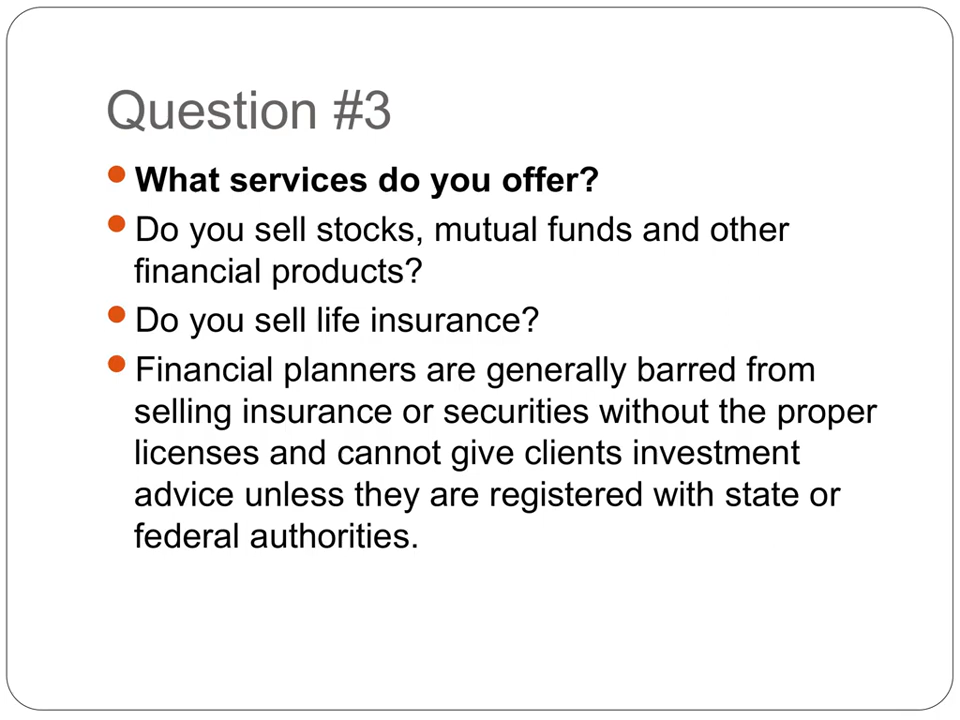 Question #3
What services do you offer?
Do you sell stocks, mutual funds and other
financial products?
Do you sell life insurance?
Financial planners are generally barred from
selling insurance or securities without the proper
licenses and cannot give clients investment
advice unless they are registered with state or
federal authorities.